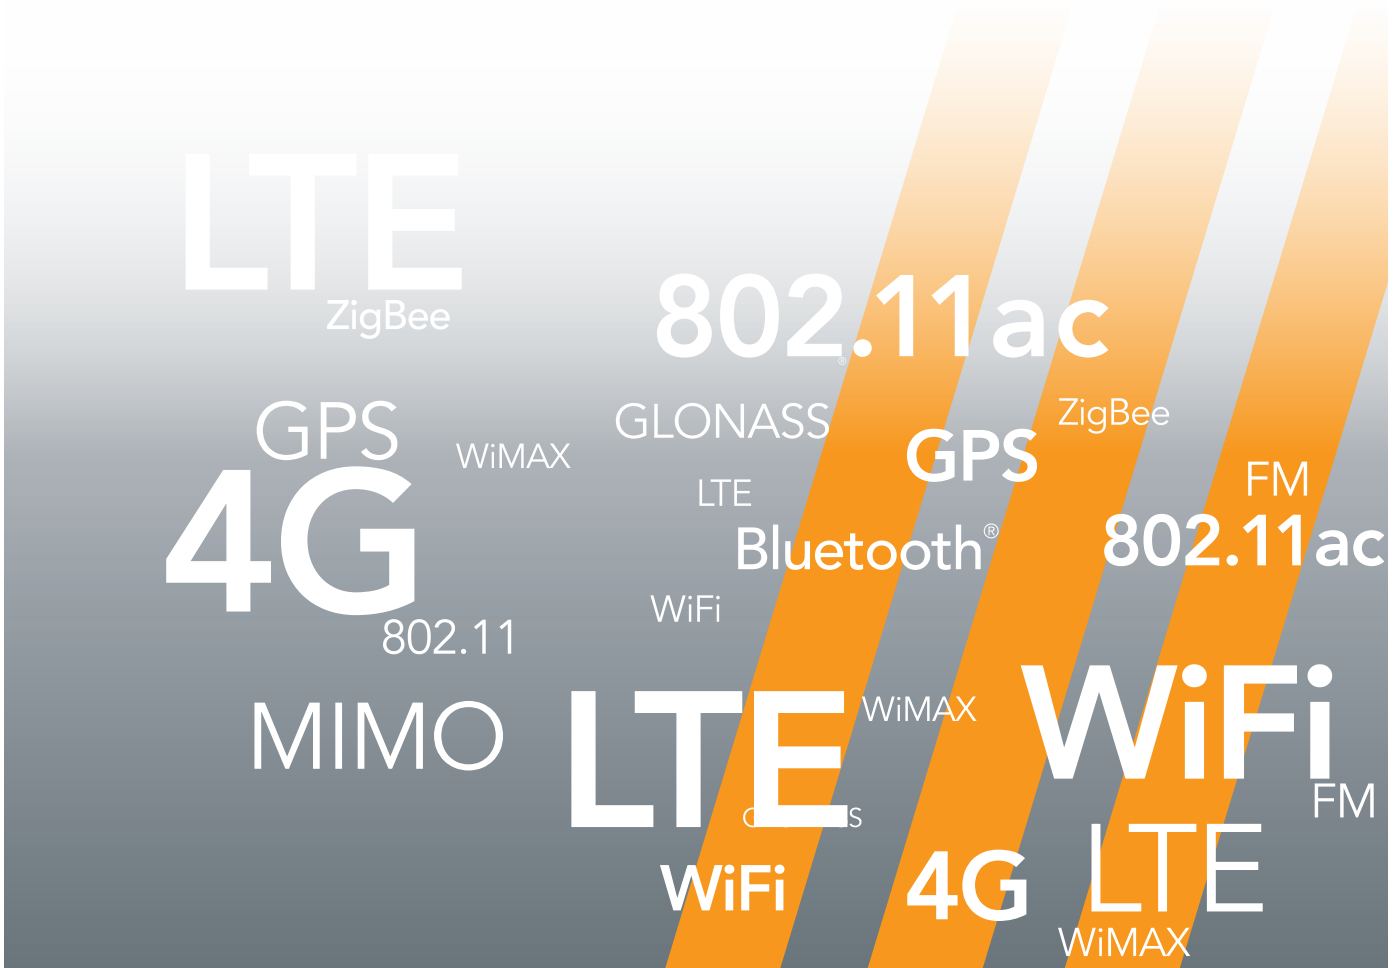 LTE
ZigBee
802.11ac
®
GPS
GLONASS
ZigBee
WiMAX
GPS
FM
4G
LTE
Bluetooth®
802.11ac
WiFi
802.11
MIMO
LTE
WiMAX
WiFi
FM
WiFi
4G
LTE
WiMAX